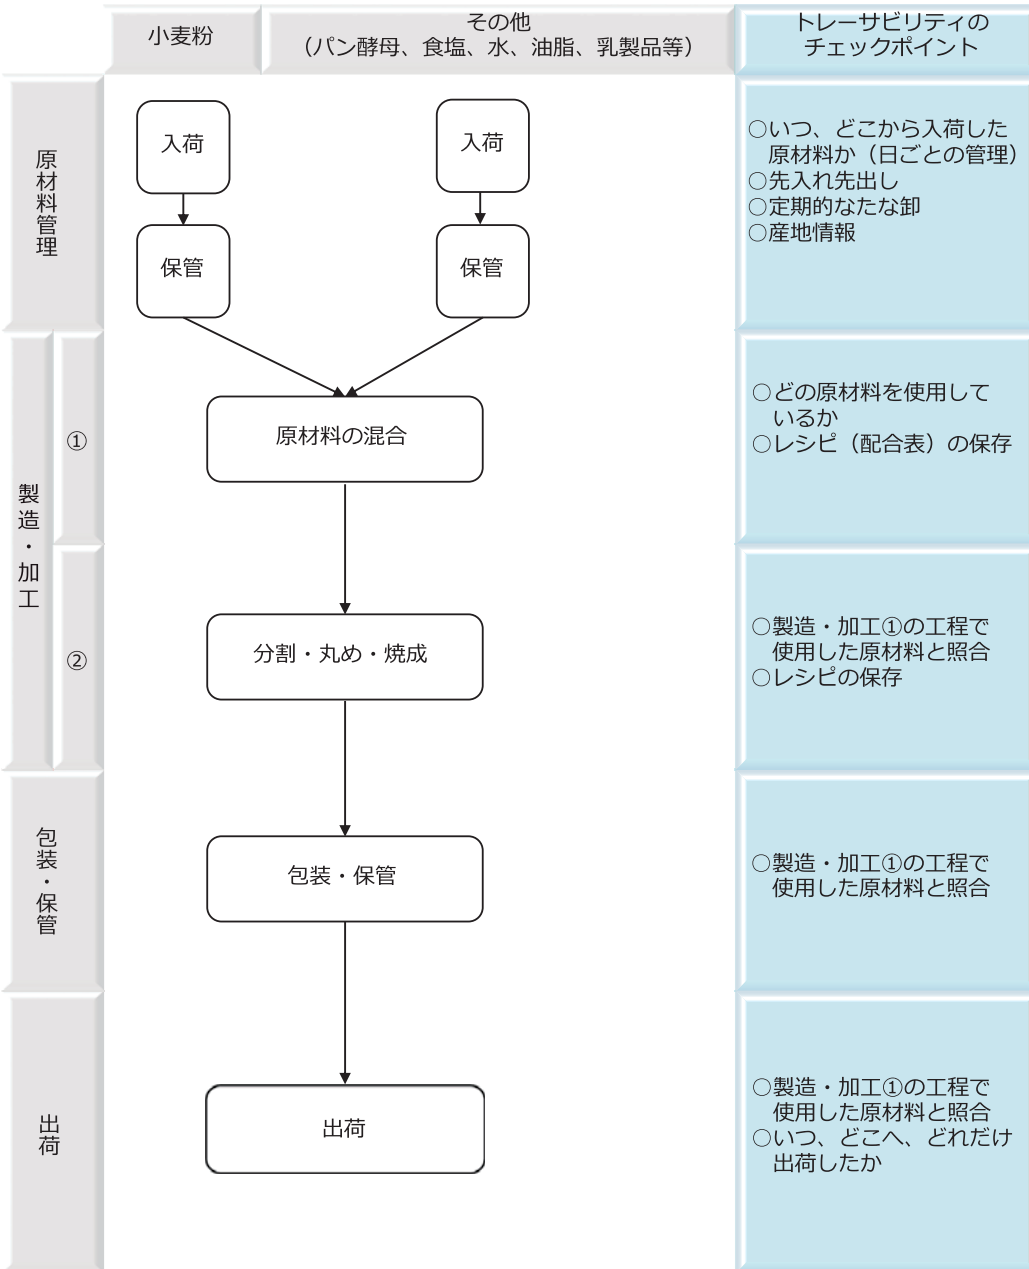 小麦粉
その他
（パン酵母、食塩、水、油脂、乳製品等）
トレーサビリティの
チェックポイント
原材料管理
入荷
入荷
保管
保管
○いつ、どこから入荷した
原材料か（日ごとの管理）
○先入れ先出し
○定期的なたな卸
○産地情報
製造・加工
①
原材料の混合
○どの原材料を使用して
いるか
○レシピ（配合表）の保存
②
分割・丸め・焼成
○製造・加工①の工程で
使用した原材料と照合
○レシピの保存
包装・保管
包装・保管
○製造・加工①の工程で
使用した原材料と照合
出荷
出荷
○製造・加工①の工程で
使用した原材料と照合
○いつ、どこへ、どれだけ
出荷したか